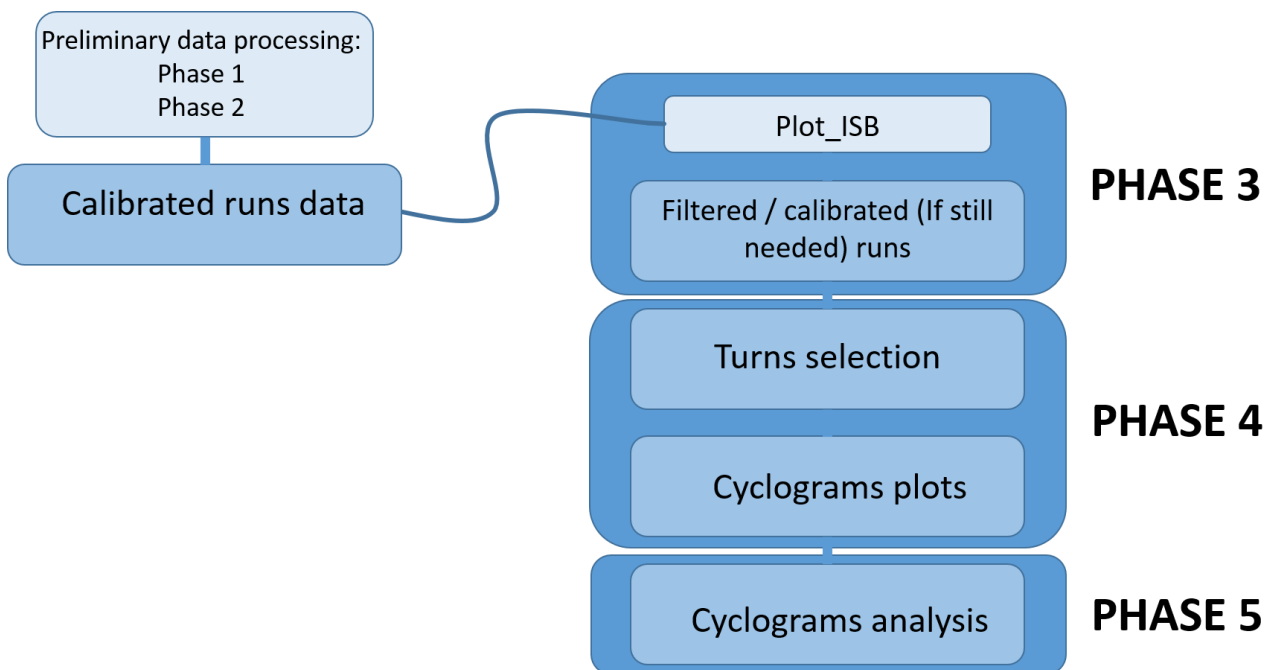 Preliminary data processing:
Phase 1
Phase 2
Calibrated runs data
Plot_ISB
Filtered / calibrated (If still
needed) runs
PHASE 3
Turns selection
Cyclograms plots
PHASE 4
Cyclograms analysis
PHASE 5